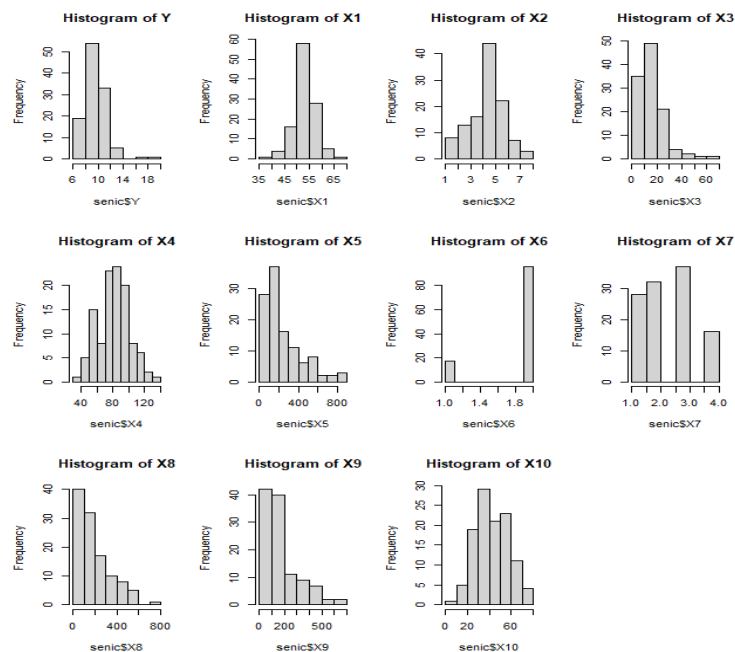 Histogram of Y
Frequency
0 10 20 30 40 50
6 10 14 18
senic$Y
Histogram of X1
Frequency
0 10 20 30 40 50 60
35 45 55 65
senic$X1
Histogram of X2
Frequency
0 10 20 30 40
1 3 5 7
senic$X2
Histogram of X3
Frequency
0 10 20 30 40 50
0 20 40 60
senic$X3
Histogram of X4
Frequency
0 5 10 15 20
40 80 120
senic$X4
Histogram of X5
Frequency
0 10 20 30
0 400 800
senic$X5
Histogram of X6
Frequency
0 20 40 60 80
1.0 1.4 1.8
senic$X6
Histogram of X7
Frequency
0 10 20 30
1.0 2.0 3.0 4.0
senic$X7
Histogram of X8
Frequency
0 10 20 30 40
0 400 800
senic$X8
Histogram of X9
Frequency
0 10 20 30 40
0 200 500
senic$X9
Histogram of X10
Frequency
0 5 10 15 20 25 30
20 60
0
senic$X10